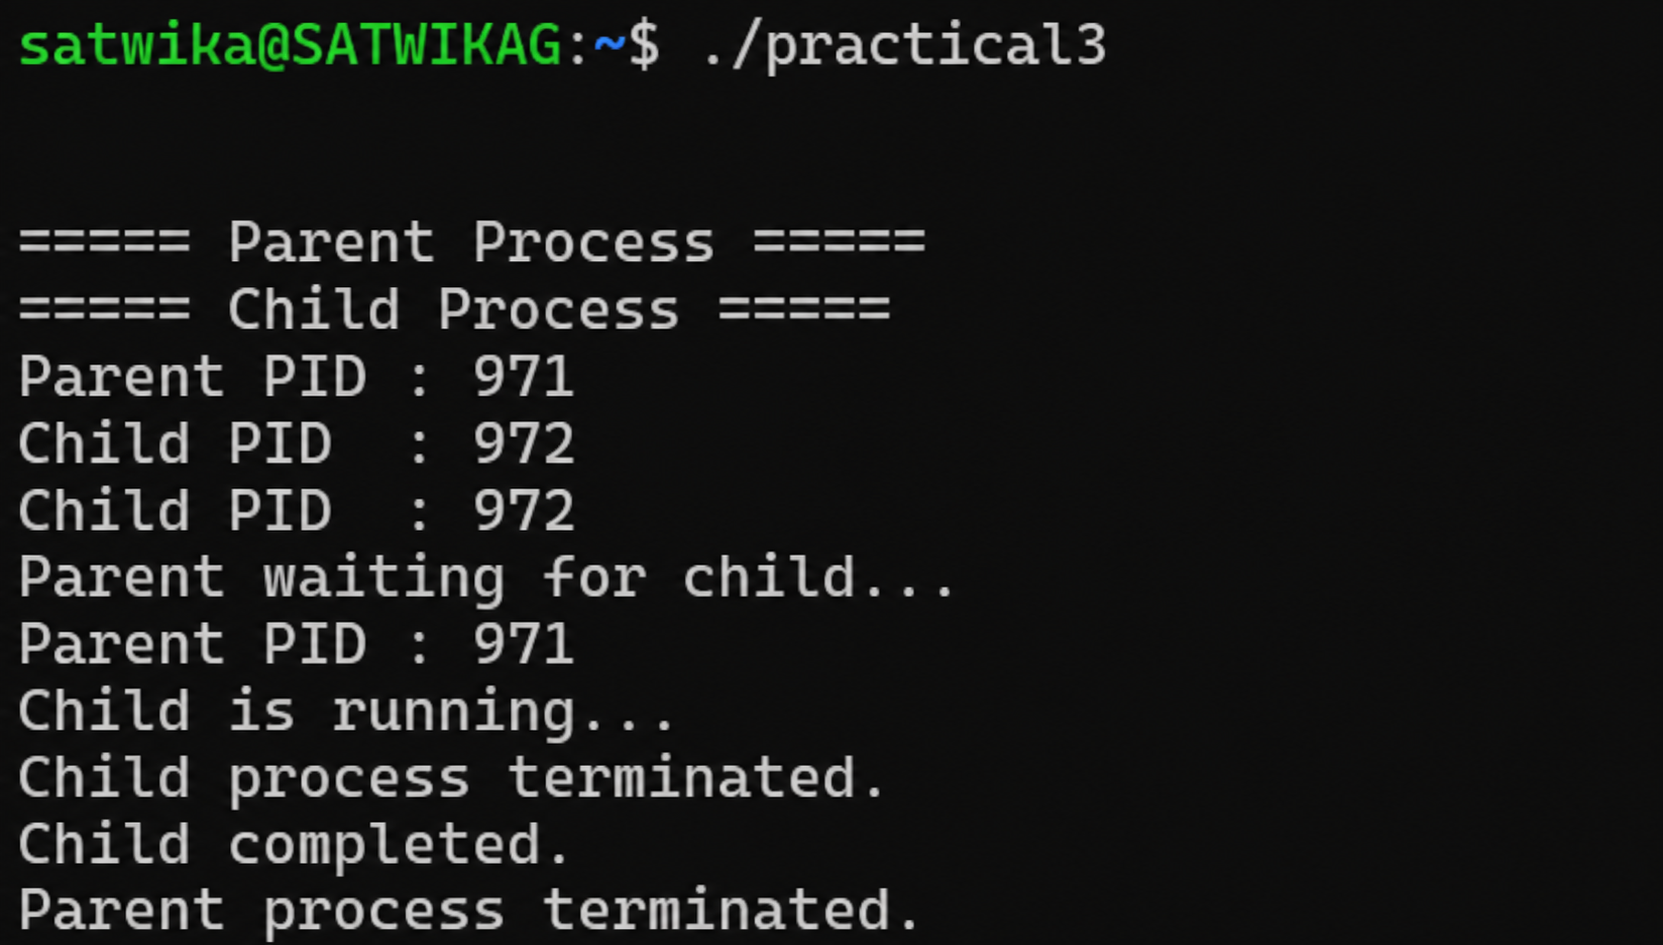 satwika@SATWIKAG:~$ ./practical3
===== Parent Process =====
===== Child Process =====
Parent PID : 971
Child PID  : 972
Child PID  : 972
Parent waiting for child...
Parent PID : 971
Child is running...
Child process terminated.
Child completed.
Parent process terminated.